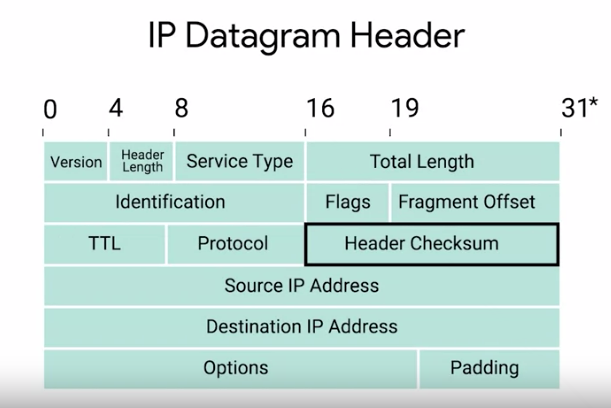 IP Datagram Header
0 4 8 16 19 31*
Version Header Length Service Type Total Length
Identification Flags Fragment Offset
TTL Protocol Header Checksum
Source IP Address
Destination IP Address
Options Padding